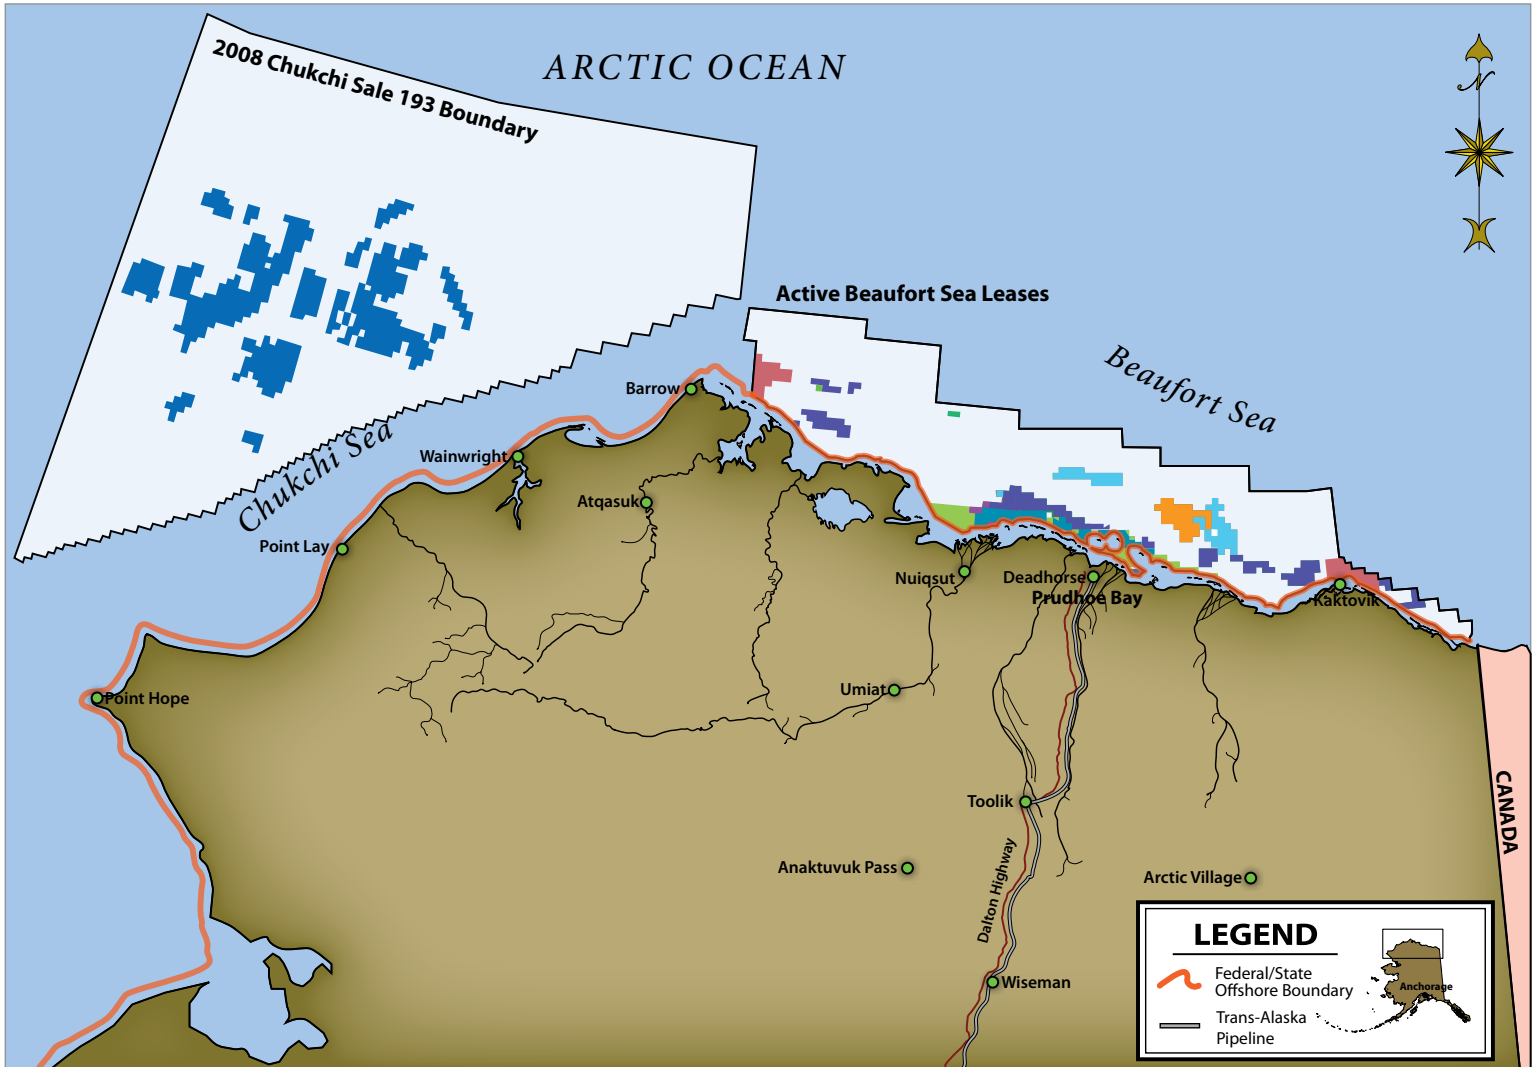 2008 Chukchi Sale 193 Boundary
ARCTIC OCEAN
N
Active Beaufort Sea Leases
Beaufort Sea
Chukchi Sea
Barrow
Wainwright
Atqasuk
Point Lay
Nuiqsut
Deadhorse
Prudhoe Bay
Kaktovik
Point Hope
Umiat
Toolik
CANADA
Anaktuvuk Pass
Dalton Highway
Arctic Village
Wiseman
LEGEND
Federal/State
Offshore Boundary
Trans-Alaska
Pipeline
Anchorage